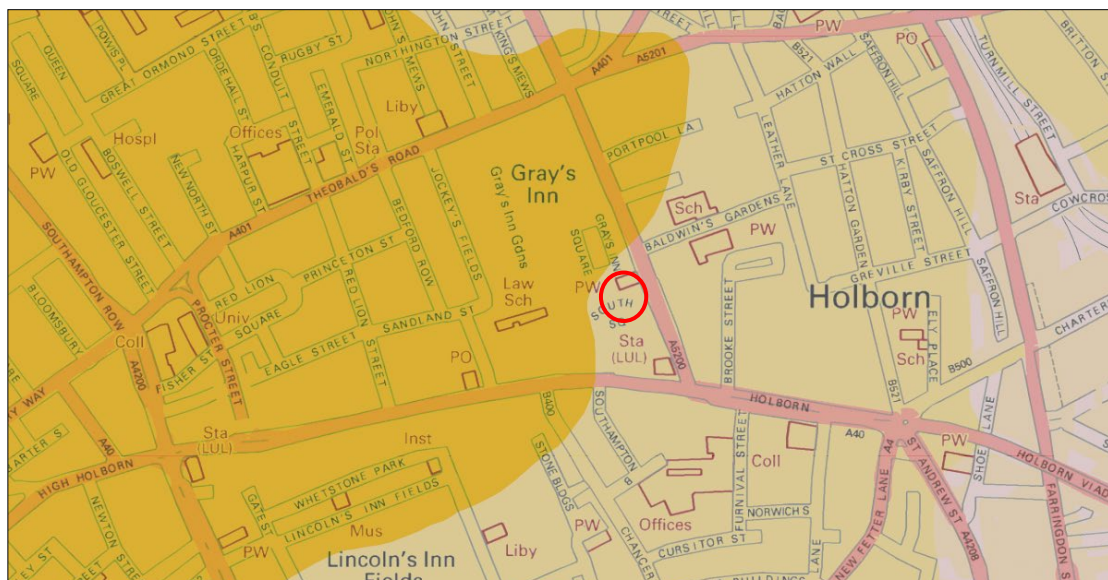 POWIS PL
QUEEN
SQUARE
GREAT ORMOND STREET
ORDE HALL ST
RUGBY ST
CONDUIT
STREET
EMERALD ST
JOHN'S MEWS
NORTHINGTON STREET
KING'S MEWS
A401
A5201
B521
HATTON WALL
SAFFRON HILL
PW
PO
TURNMILL STREET
BRITTON
Hospl
Offices
Pol
Sta
Liby
PW
OLD GLOUCESTER STREET
BOSWELL STREET
NEW NORTH ST
HARPUR ST
THEOBALD'S ROAD
A401
JOCKEY'S FIELDS
BEDFORD ROW
Gray's Inn Gdns
Gray's
Inn
PORTPOOL LA
LEATHER LANE
ST CROSS STREET
HATTON GARDEN
KIRBY STREET
SAFFRON HILL
Sta
COWCROSS
Sch
BALDWIN'S GARDENS
PW
GREVILLE STREET
SOUTHAMPTON ROW
BLOOMSBURY
PRINCETON ST
RED LION
SQUARE
RED LION STREET
PROCTER STREET
Univ
Coll
FISHER ST
EAGLE STREET
SANDLAND ST
Law
Sch
GRAY'S INN
SQUARE
PW
SOUTH
SQ
Sta
(LUL)
A5200
BROOKE STREET
Holborn
PW
Sch
ELY PLACE
SAFFRON HILL
CHARTER
B500
B521
PO
A4200
A40
Sta
(LUL)
HIGH HOLBORN
B400
HOLBORN
A40
A4
ST ANDREW ST
A4208
SHOE LANE
PW
HOLBORN VIAD
FARRINGDON S
Inst
WHETSTONE PARK
LINCOLN'S INN FIELDS
GATE ST
NEWTON STREET
PW
Mus
Lincoln's Inn
Fields
Liby
STONE BLDGS
SOUTHAMPTON B
PW
CHANCER
Offices
FURNIVAL STREET
Coll
NORWICH S
CURSITOR ST
BUILDINGS
LANE
NEW FETTER LANE